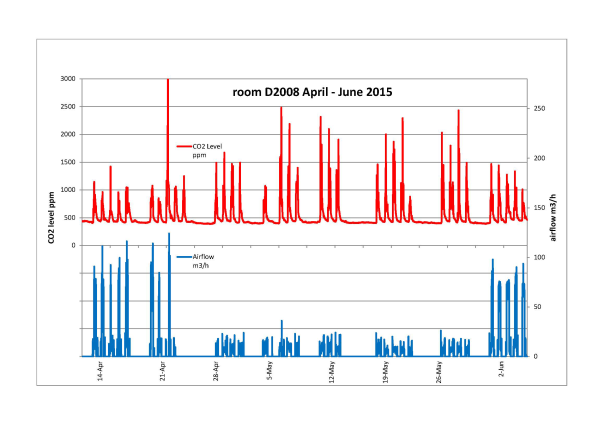 room D2008 April - June 2015
3000
2500
2000
1500
1000
500
0
CO2 level ppm
CO2 Level
ppm
Airflow
m3/h
250
200
150
100
50
0
airflow m3/h
14-Apr
21-Apr
28-Apr
5-May
12-May
19-May
26-May
2-Jun